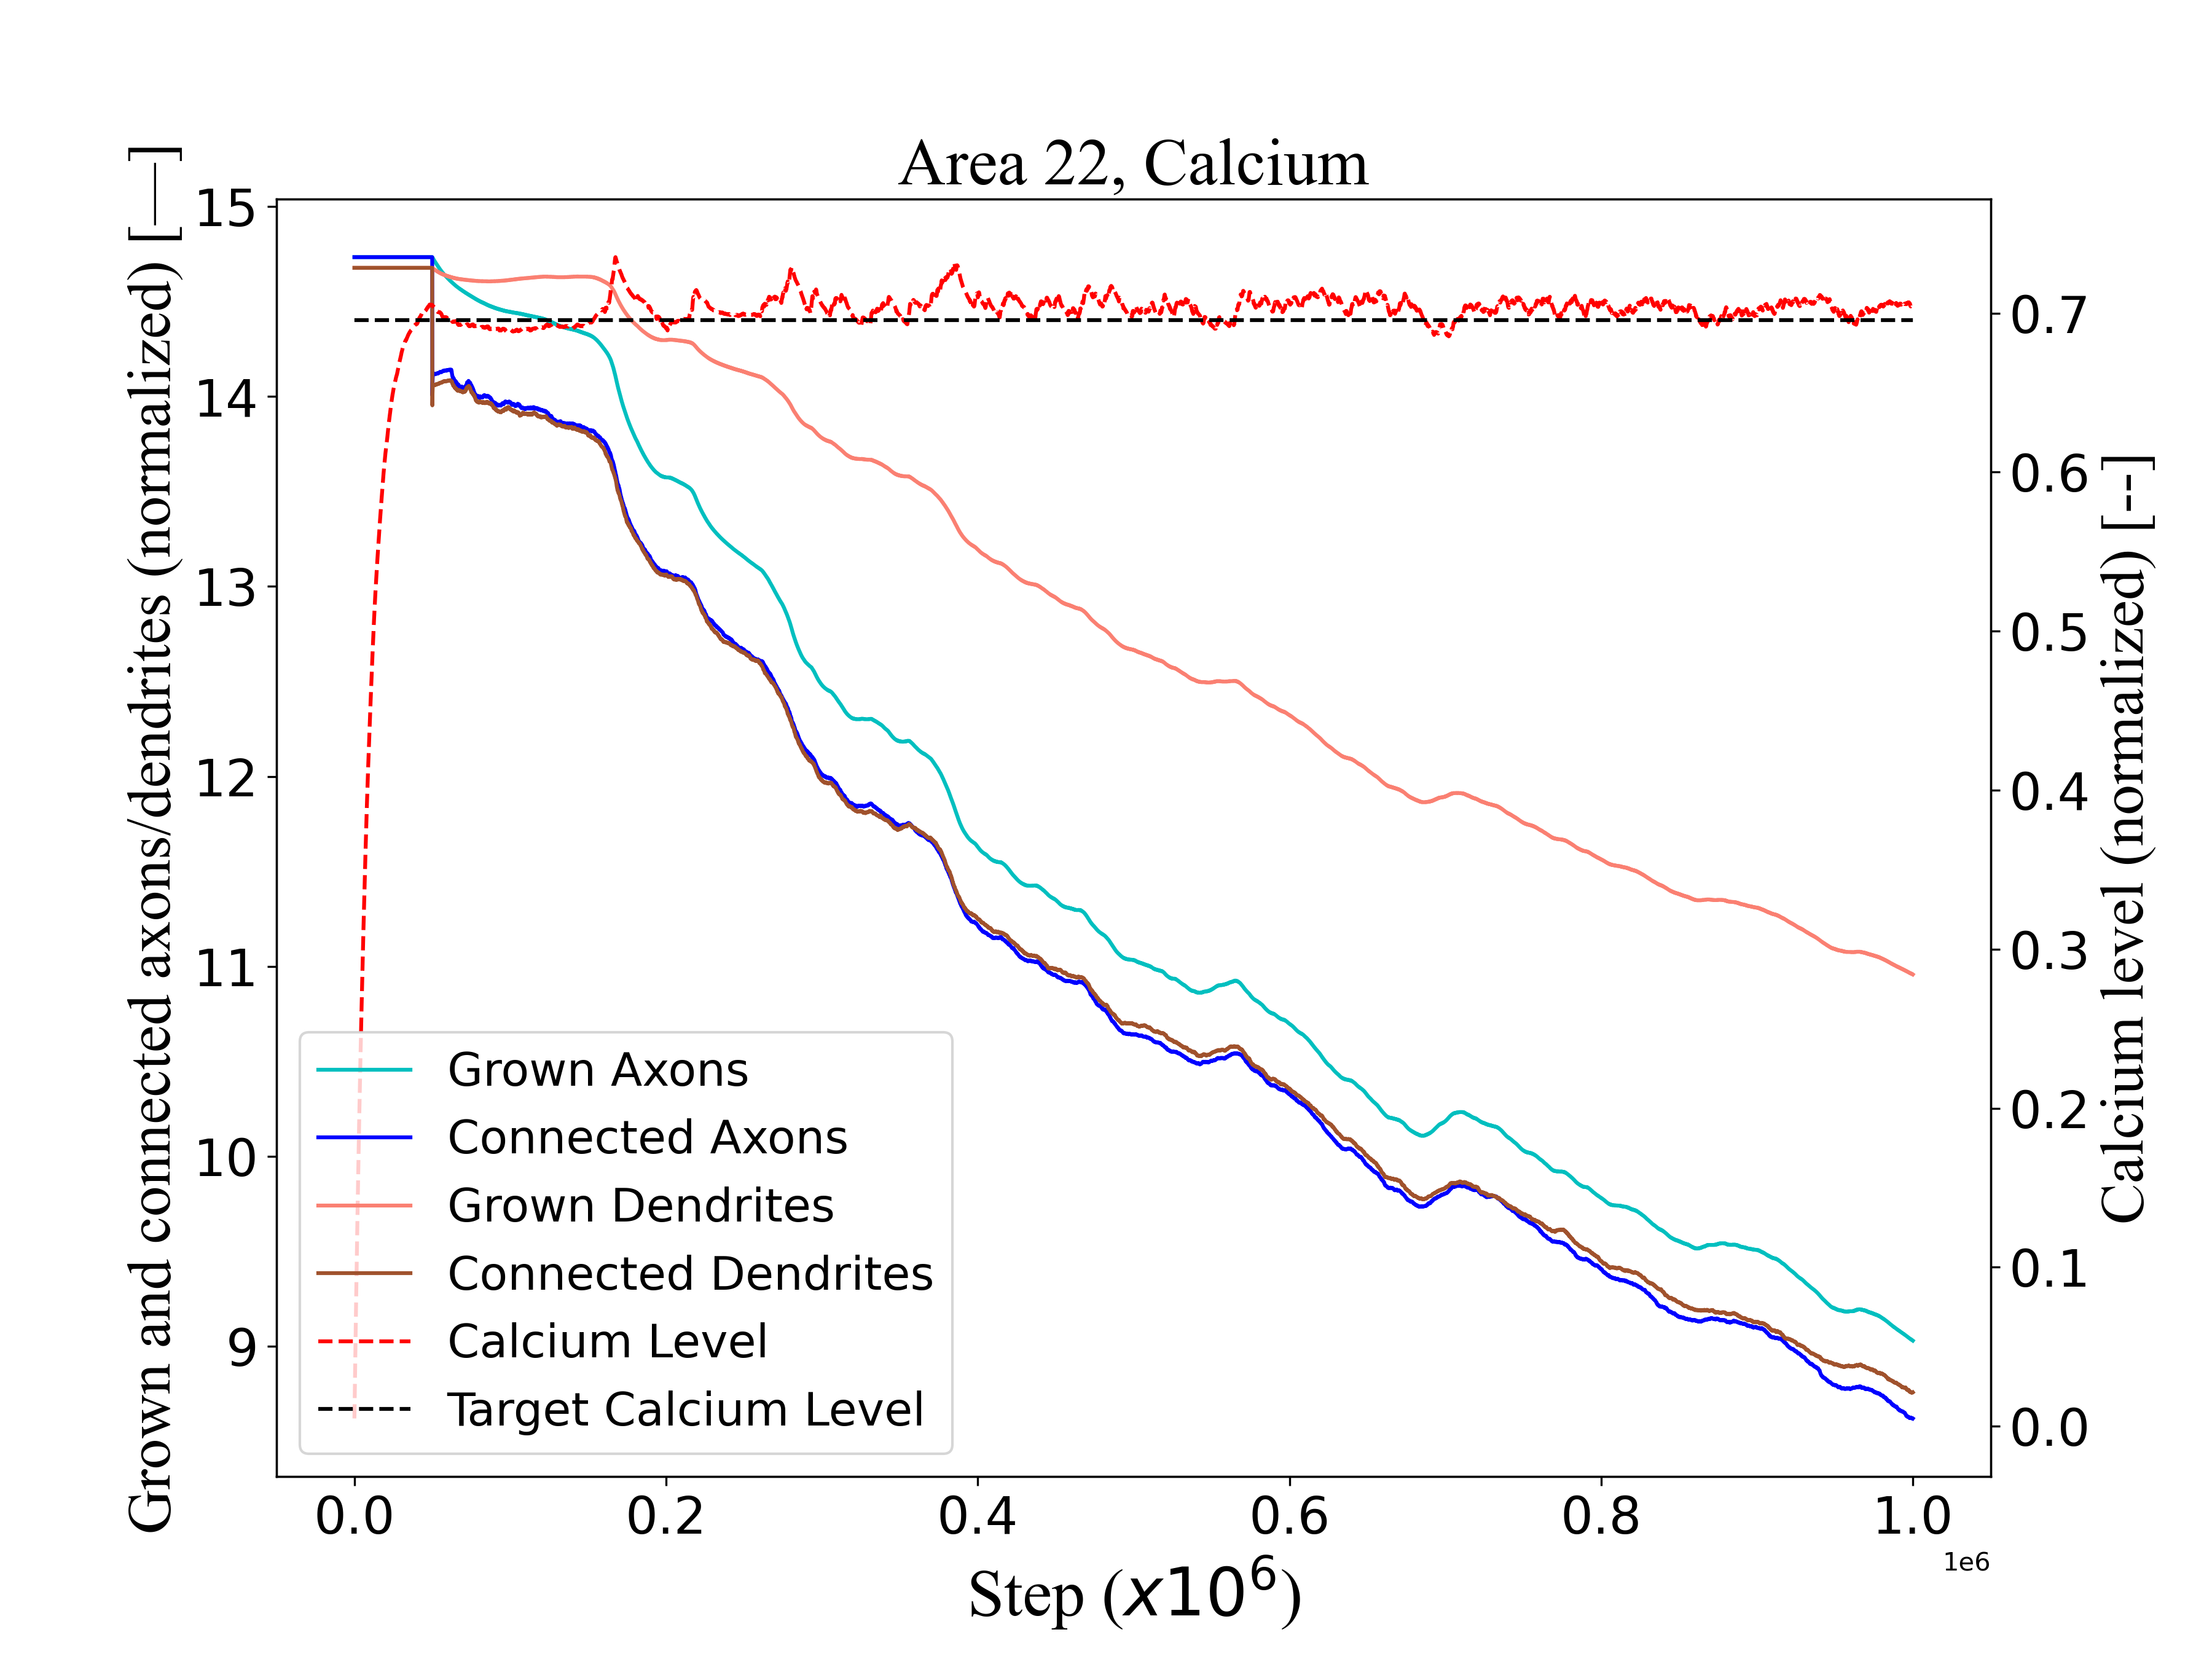 Area 22, Calcium
Grown and connected axons/dendrites (normalized) [—]
15
14
13
12
11
10
9
Grown Axons
Connected Axons
Grown Dendrites
Connected Dendrites
Calcium Level
Target Calcium Level
0.7
0.6
0.5
0.4
0.3
0.2
0.1
0.0
Calcium level (normalized) [--]
0.0 0.2 0.4 0.6 0.8 1.0
1e6
Step (x10⁶)